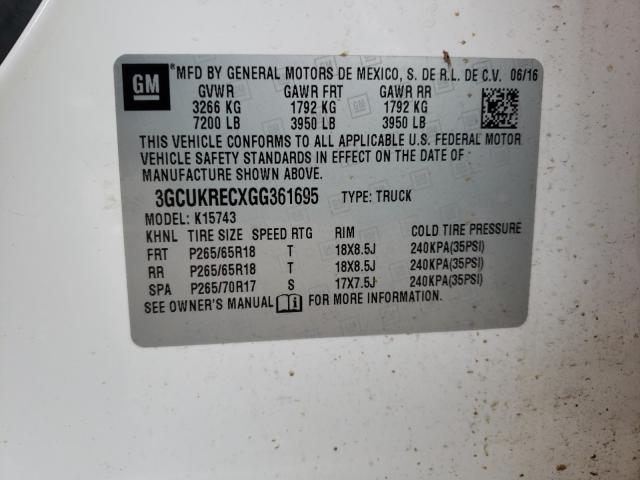 GM ®MFD BY GENERAL MOTORS DE MEXICO, S. DE R.L. DE C.V. 06/16
GVWR GAWR FRT GAWR RR
3266 KG 1792 KG 1792 KG
7200 LB 3950 LB 3950 LB
THIS VEHICLE CONFORMS TO ALL APPLICABLE U.S. FEDERAL MOTOR
VEHICLE SAFETY STANDARDS IN EFFECT ON THE DATE OF
MANUFACTURE SHOWN ABOVE.
3GCUKRECXGG361695 TYPE: TRUCK
MODEL: K15743
KHNL TIRE SIZE SPEED RTG RIM COLD TIRE PRESSURE
FRT P265/65R18 T 18X8.5J 240KPA(35PSI)
RR P265/65R18 T 18X8.5J 240KPA(35PSI)
SPA P265/70R17 S 17X7.5J 240KPA(35PSI)
SEE OWNER'S MANUAL FOR MORE INFORMATION.